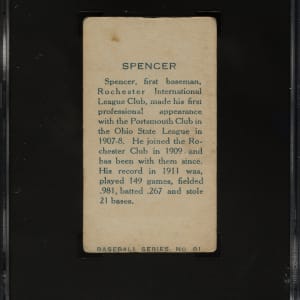 SPENCER
Spencer, first baseman,
Rochester International
League Club, made his first
professional appearance
with the Portsmouth Club in
the Ohio State League in
1907-8. He joined the Ro-
chester Club in 1909 and
has been with them since.
His record in 1911 was,
played 149 games, fielded
.981, batted .267 and stole
21 bases.
BASEBALL SERIES, NO. 61.